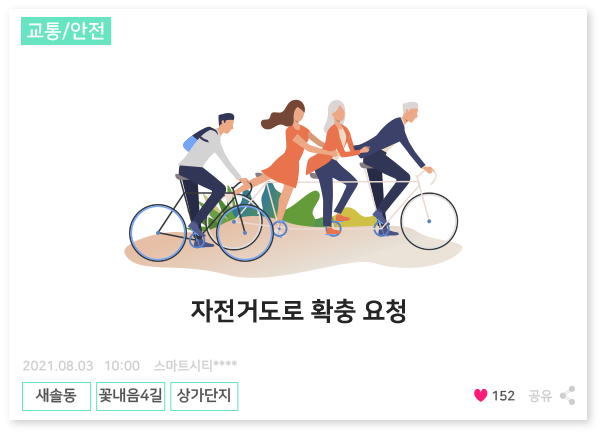 교통/안전
자전거도로 확충 요청
2021.08.03 10:00 스마트시티****
새솔동 꽃내음4길 상가단지 152 공유